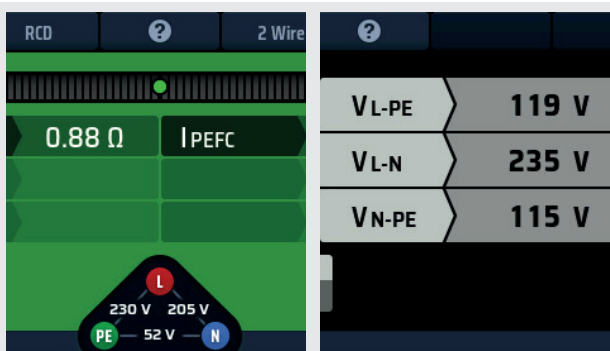 RCD ? 2 Wire
0.88 Ω IPEFC
L
230 V 205 V
PE 52 V N
?
VL-PE 119 V
VL-N 235 V
VN-PE 115 V